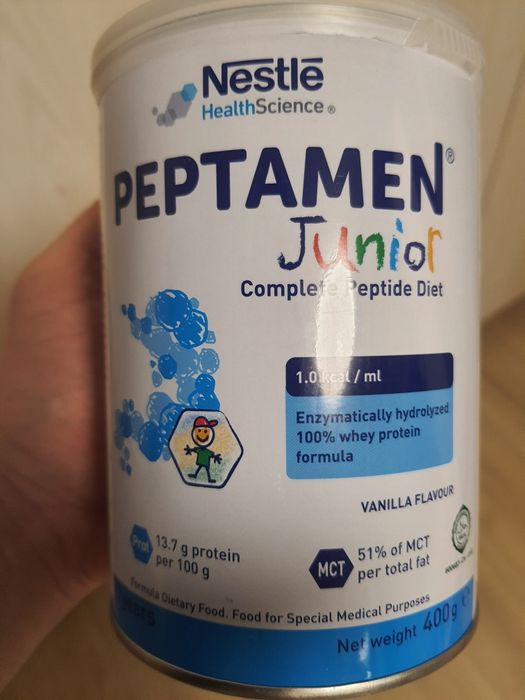 Nestlē
HealthScience®
PEPTAMEN®
Junior
Complete Peptide Diet
1.0 kcal / ml
Enzymatically hydrolyzed
100% whey protein
formula
VANILLA FLAVOUR
Prot
13.7 g protein
per 100 g
MCT
51% of MCT
per total fat
Formula Dietary Food. Food for Special Medical Purposes
Net weight 400g e